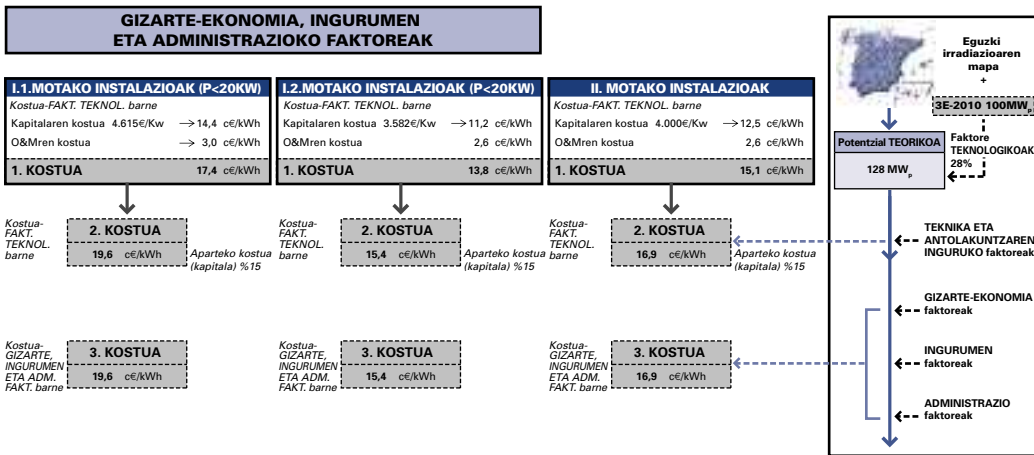 GIZARTE-EKONOMIA, INGURUMEN
ETA ADMINISTRAZIOKO FAKTOREAK
I.1.MOTAKO INSTALAZIOAK (P<20KW)
Kostua-FAKT. TEKNOL. barne
Kapitalaren kostua 4.615€/Kw → 14,4 c€/kWh
O&Mren kostua → 3,0 c€/kWh
1. KOSTUA 17,4 c€/kWh
Kostua-
FAKT.
TEKNOL.
barne
2. KOSTUA
19,6 c€/kWh
Aparteko kostua
(kapitala) %15
Kostua-
GIZARTE,
INGURUMEN
ETA ADM.
FAKT. barne
3. KOSTUA
19,6 c€/kWh
I.2.MOTAKO INSTALAZIOAK (P<20KW)
Kostua-FAKT. TEKNOL. barne
Kapitalaren kostua 3.582€/Kw → 11,2 c€/kWh
O&Mren kostua 2,6 c€/kWh
1. KOSTUA 13,8 c€/kWh
Kostua-
FAKT.
TEKNOL.
barne
2. KOSTUA
15,4 c€/kWh
Aparteko kostua
(kapitala) %15
Kostua-
GIZARTE,
INGURUMEN
ETA ADM.
FAKT. barne
3. KOSTUA
15,4 c€/kWh
II. MOTAKO INSTALAZIOAK
Kostua-FAKT. TEKNOL. barne
Kapitalaren kostua 4.000€/Kw → 12,5 c€/kWh
O&Mren kostua 2,6 c€/kWh
1. KOSTUA 15,1 c€/kWh
Kostua-
FAKT.
TEKNOL.
barne
2. KOSTUA
16,9 c€/kWh
Aparteko kostua
(kapitala) %15
Kostua-
GIZARTE,
INGURUMEN
ETA ADM.
FAKT. barne
3. KOSTUA
16,9 c€/kWh
Eguzki
irradiazioaren
mapa
+
3E-2010 100MWp
Potentzial TEORIKOA
128 MWp
Faktore
TEKNOLOGIKOAK
28%
TEKNIKA ETA
ANTOLAKUNTZAREN
INGURUKO faktoreak
GIZARTE-EKONOMIA
faktoreak
INGURUMEN
faktoreak
ADMINISTRAZIO
faktoreak